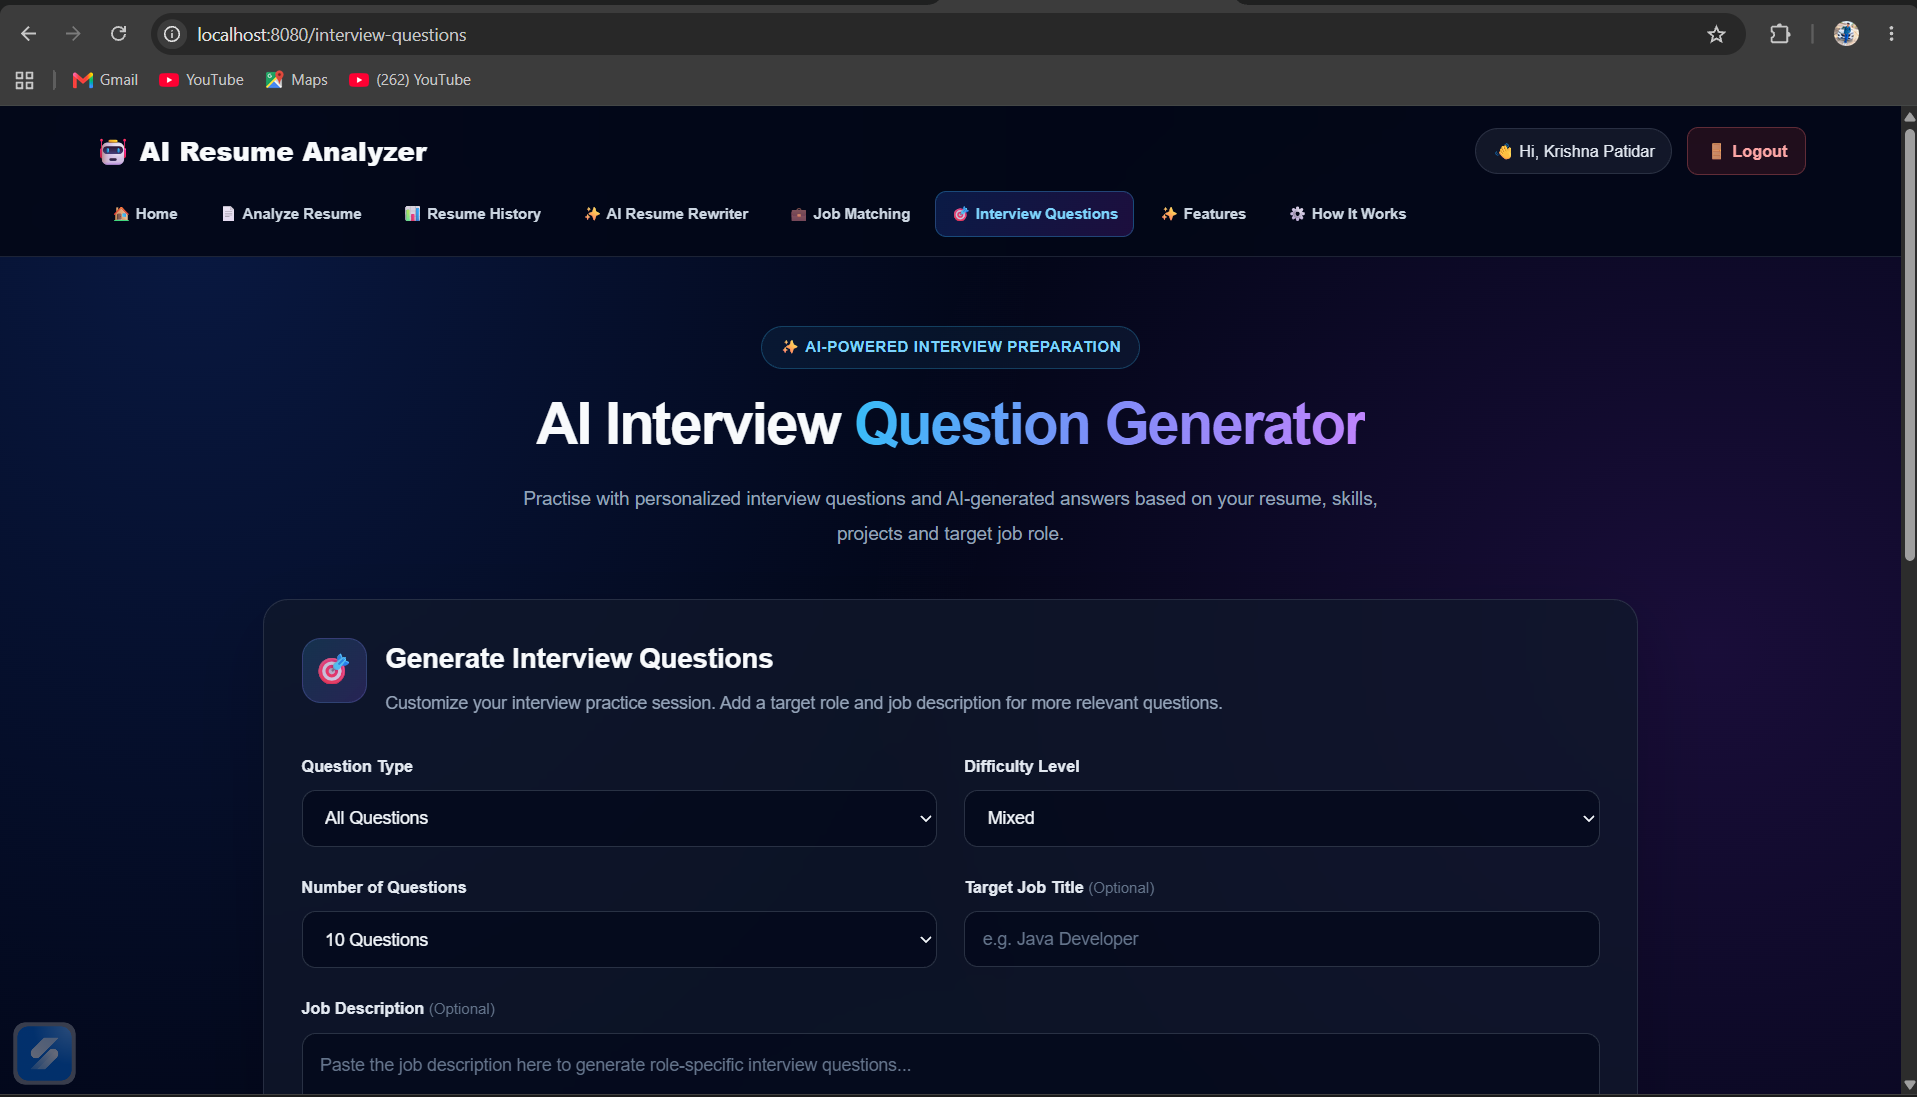 localhost:8080/interview-questions
Gmail YouTube Maps (262) YouTube
AI Resume Analyzer
Hi, Krishna Patidar
Logout
Home Analyze Resume Resume History AI Resume Rewriter Job Matching Interview Questions Features How It Works
AI-POWERED INTERVIEW PREPARATION
AI Interview Question Generator
Practise with personalized interview questions and AI-generated answers based on your resume, skills,
projects and target job role.
Generate Interview Questions
Customize your interview practice session. Add a target role and job description for more relevant questions.
Question Type
All Questions
Difficulty Level
Mixed
Number of Questions
10 Questions
Target Job Title (Optional)
e.g. Java Developer
Job Description (Optional)
Paste the job description here to generate role-specific interview questions...